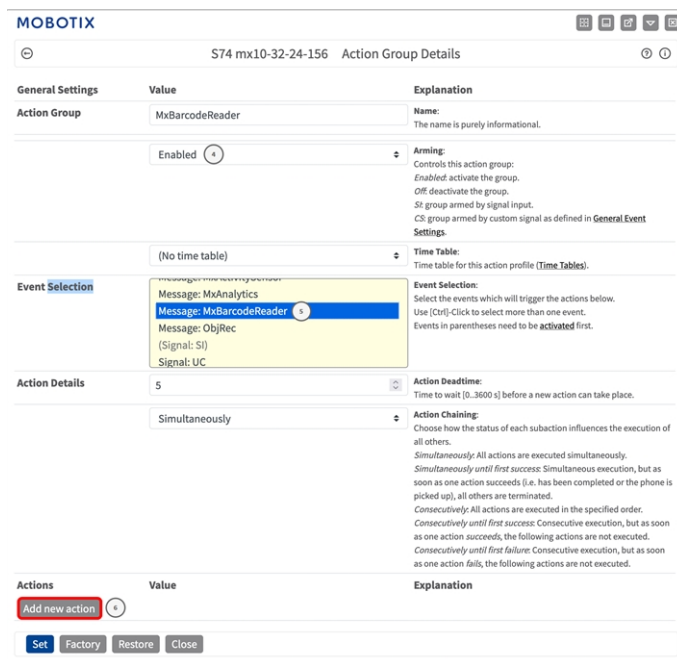 MOBOTIX
S74 mx10-32-24-156 Action Group Details
General Settings Value Explanation
Action Group MxBarcodeReader Name:
The name is purely informational.
Enabled 4 Arming:
Controls this action group:
Enabled: activate the group.
Off: deactivate the group.
SI: group armed by signal input.
CS: group armed by custom signal as defined in General Event
Settings.
(No time table) Time Table:
Time table for this action profile (Time Tables).
Event Selection Message: MxActivitySensor Event Selection:
Message: MxAnalytics Select the events which will trigger the actions below.
Message: MxBarcodeReader 5 Use [Ctrl]-Click to select more than one event.
Message: ObjRec Events in parentheses need to be activated first.
(Signal: SI)
Signal: UC
Action Details 5 Action Deadtime:
Time to wait [0..3600 s] before a new action can take place.
Simultaneously Action Chaining:
Choose how the status of each subaction influences the execution of
all others.
Simultaneously: All actions are executed simultaneously.
Simultaneously until first success: Simultaneous execution, but as
soon as one action succeeds (i.e. has been completed or the phone is
picked up), all others are terminated.
Consecutively: All actions are executed in the specified order.
Consecutively until first success: Consecutive execution, but as soon
as one action succeeds, the following actions are not executed.
Consecutively until first failure: Consecutive execution, but as soon
as one action fails, the following actions are not executed.
Actions Value Explanation
Add new action 6
Set Factory Restore Close